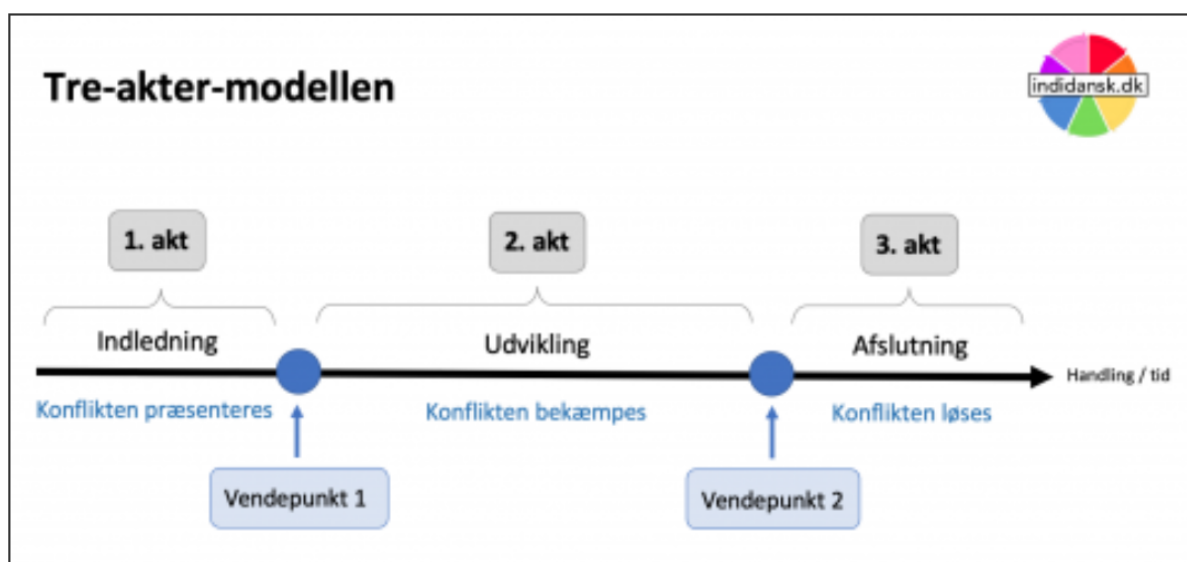 Tre-akter-modellen
indidansk.dk
1. akt
2. akt
3. akt
Indledning
Udvikling
Afslutning
Handling / tid
Konflikten præsenteres
Konflikten bekæmpes
Konflikten løses
Vendepunkt 1
Vendepunkt 2